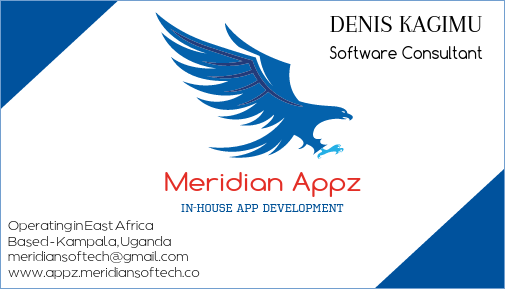 DENIS KAGIMU
Software Consultant
Meridian Appz
IN-HOUSE APP DEVELOPMENT
Operating in East Africa
Based - Kampala, Uganda
meridiansoftech@gmail.com
www.appz.meridiansoftech.co